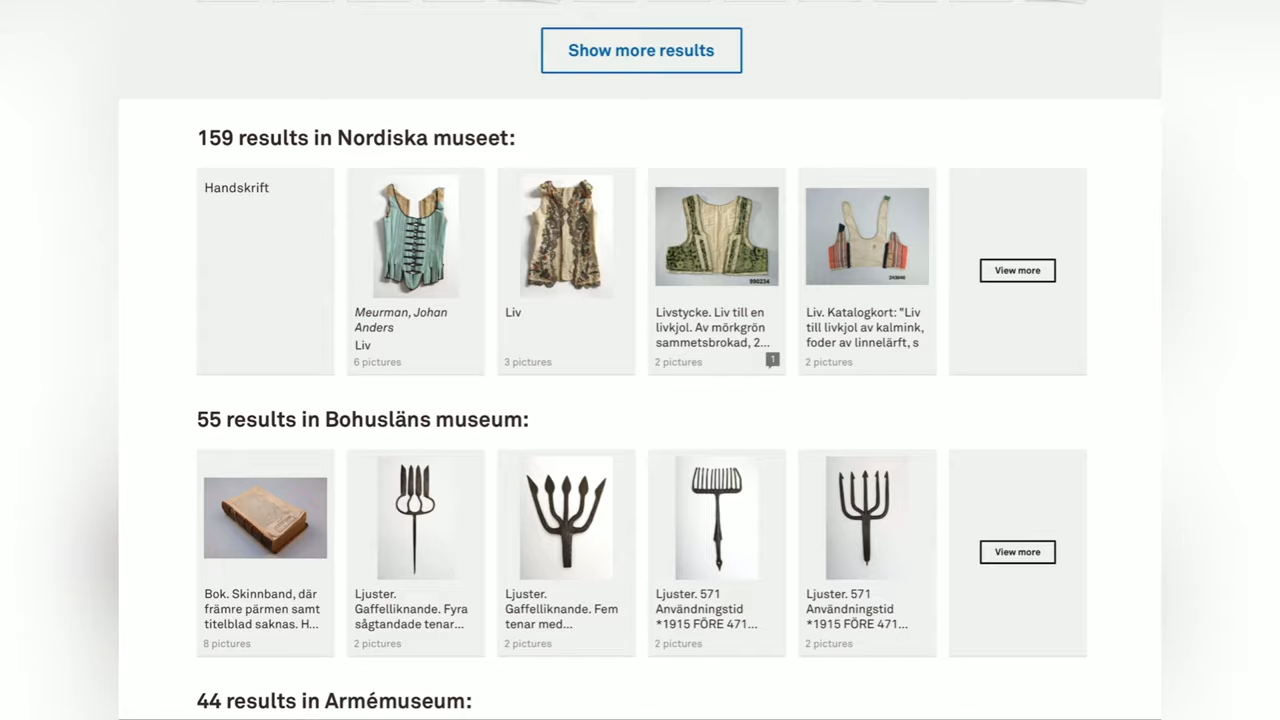 Show more results
159 results in Nordiska museet:
Handskrift
Meurman, Johan
Anders
Liv
6 pictures
Liv
3 pictures
990234
Livstycke. Liv till en
livkjol. Av mörkgrön
sammetsbrokad, 2...
2 pictures
1
243040
Liv. Katalogkort: "Liv
till livkjol av kalmink,
foder av linnelärft, s
2 pictures
View more
55 results in Bohusläns museum:
Bok. Skinnband, där
främre pärmen samt
titelblad saknas. H...
8 pictures
Ljuster.
Gaffelliknande. Fyra
sågtandade tenar...
2 pictures
Ljuster.
Gaffelliknande. Fem
tenar med...
2 pictures
Ljuster. 571
Användningstid
*1915 FÖRE 471...
2 pictures
Ljuster. 571
Användningstid
*1915 FÖRE 471...
2 pictures
View more
44 results in Armémuseum: